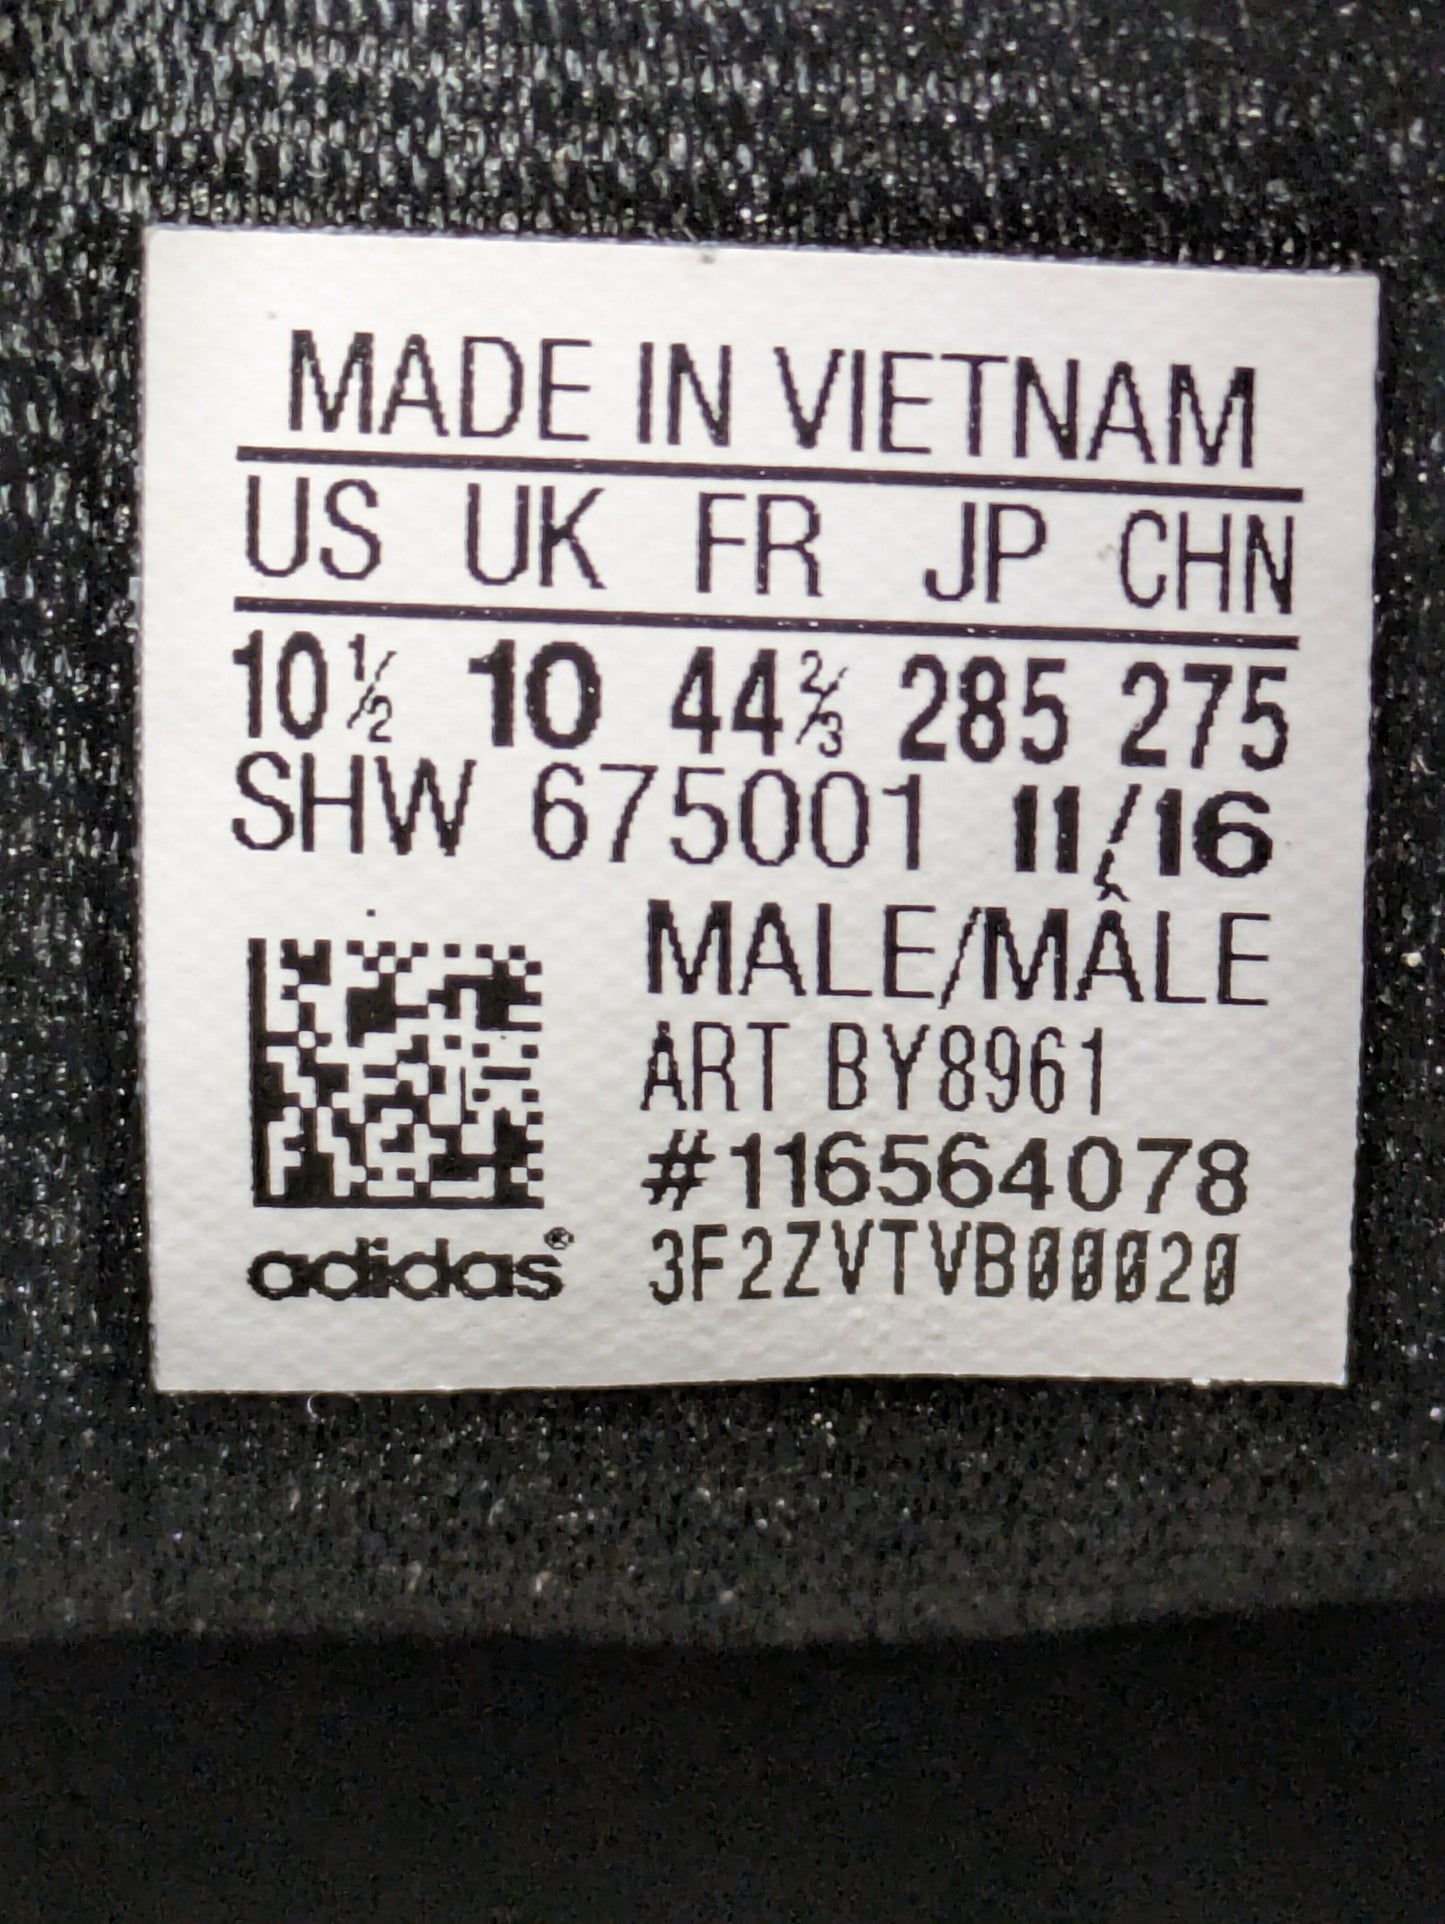 MADE IN VIETNAM
US UK FR JP CHN
10½ 10 44⅔ 285 275
SHW 675001 11/16
MALE/MÂLE
ART BY8961
#116564078
3F2ZVTVB00020
adidas®